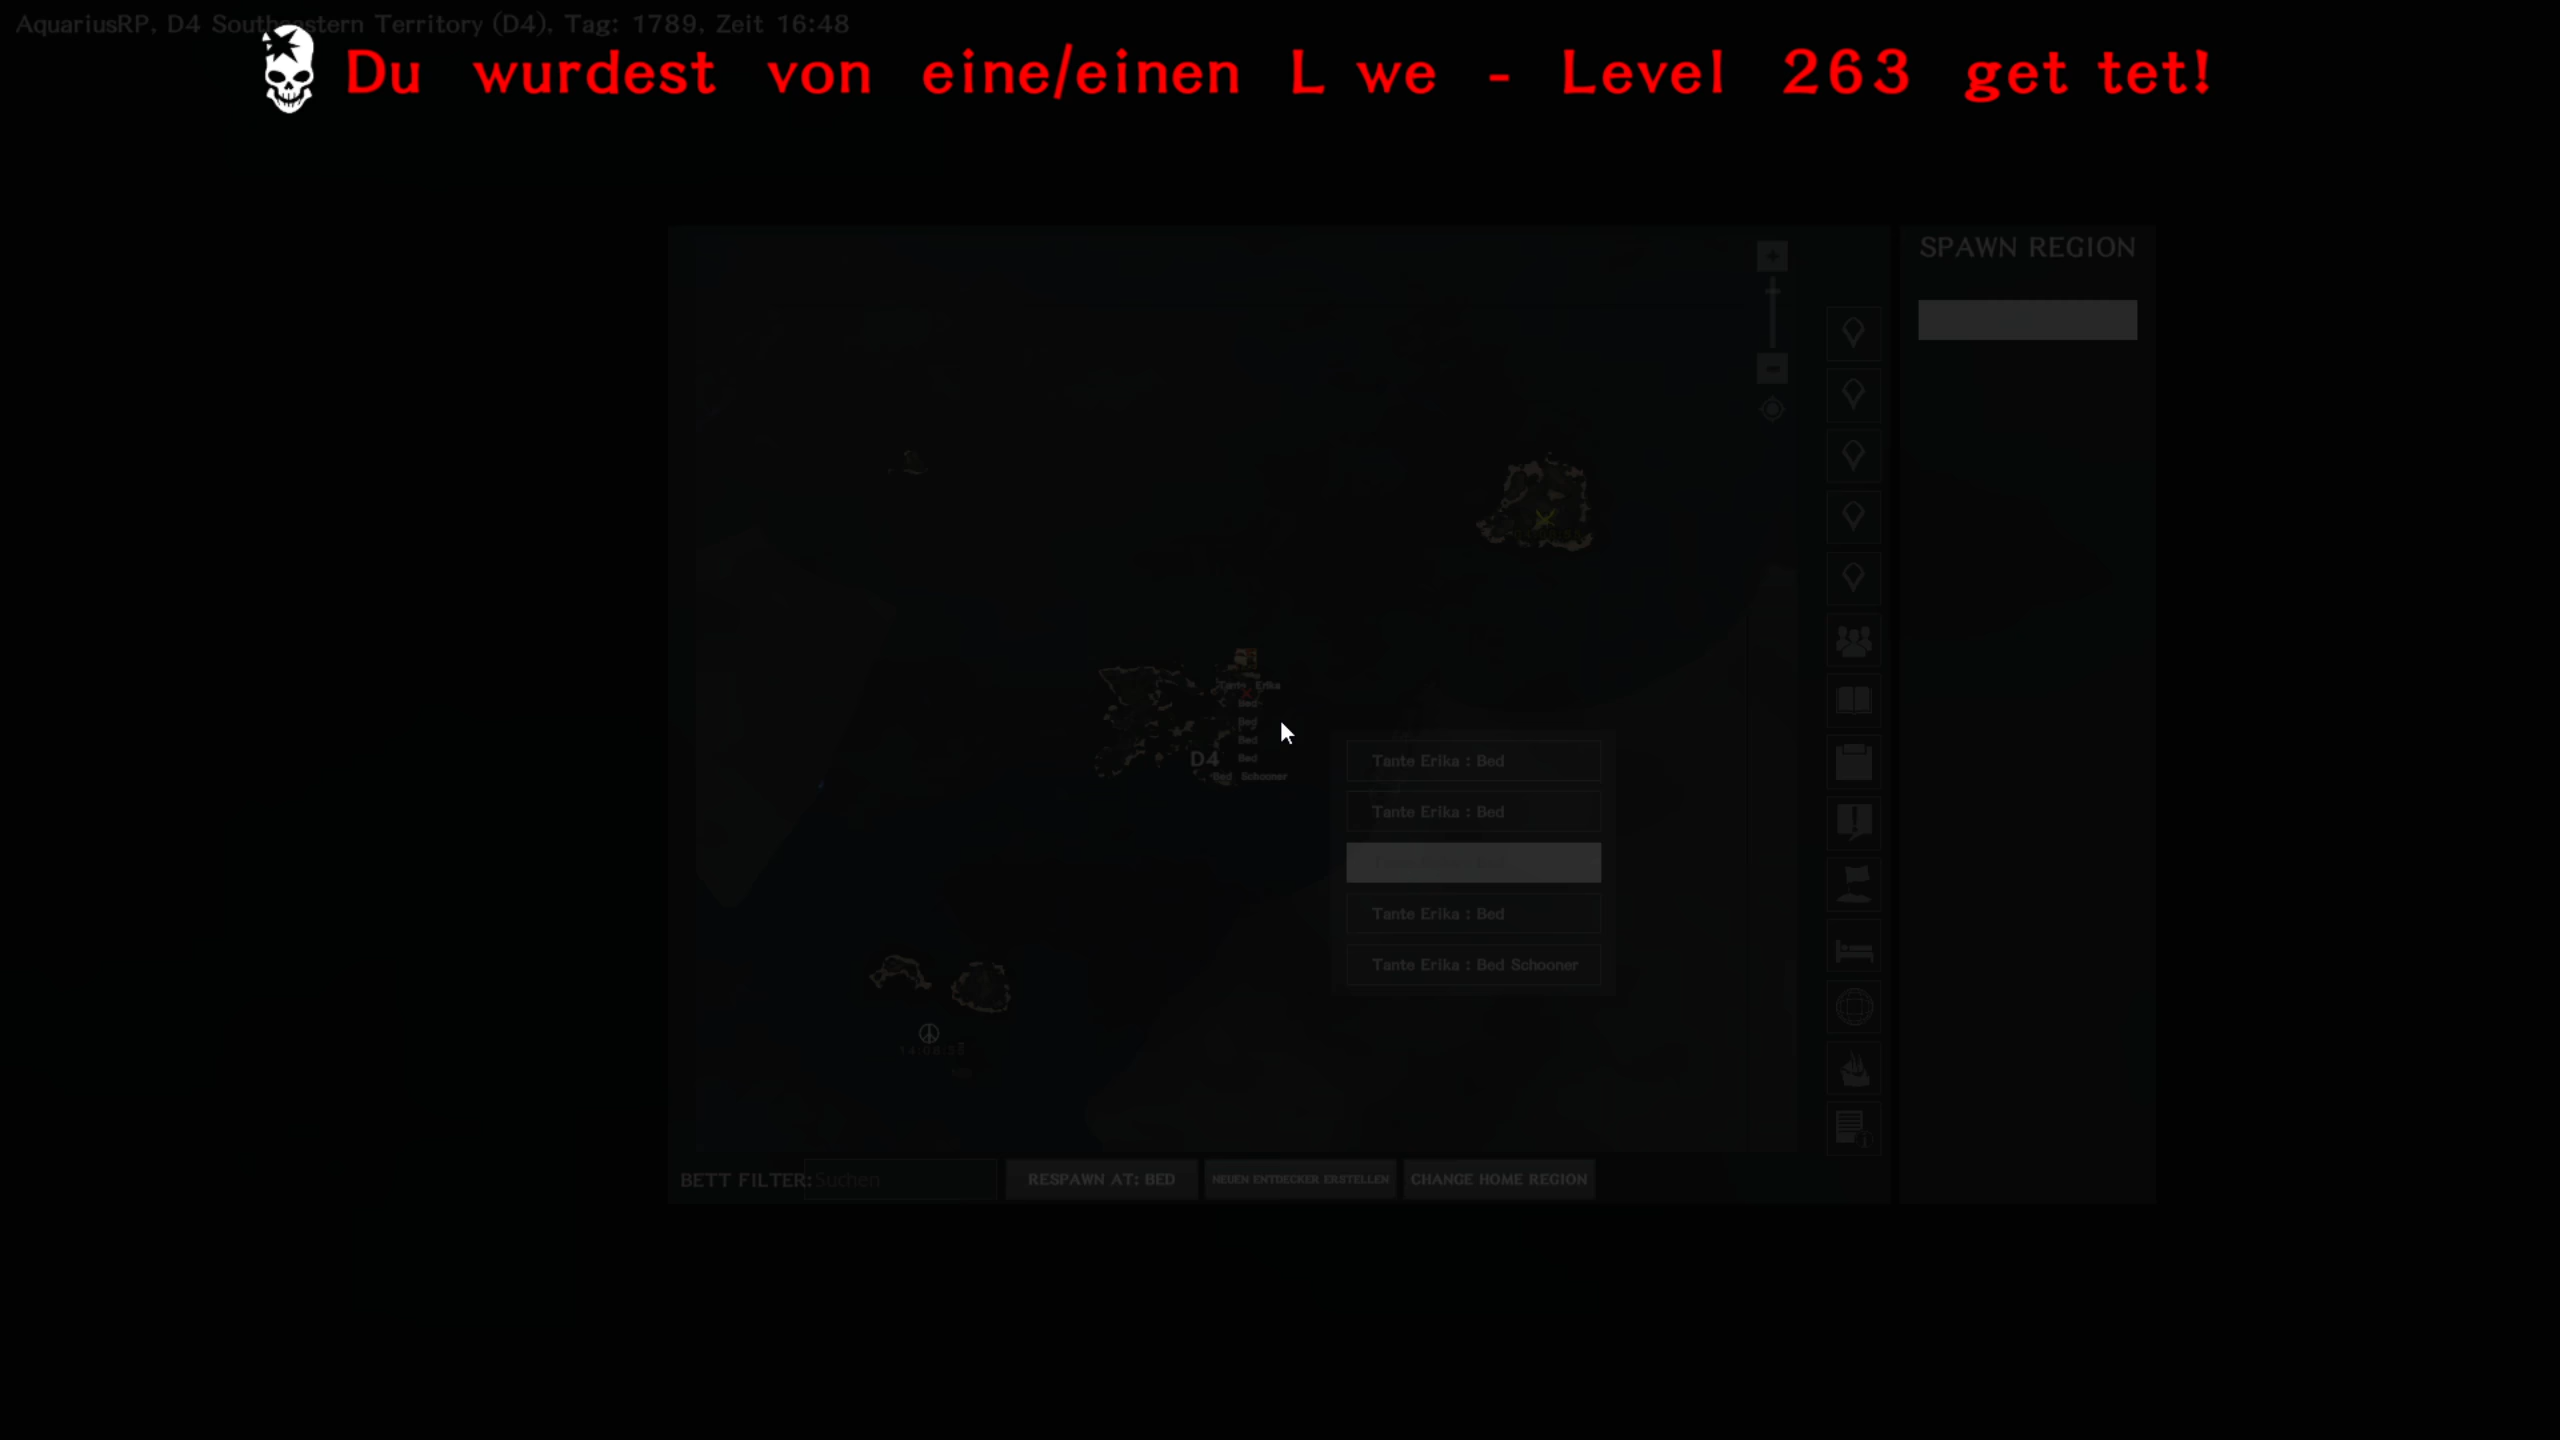 AquariusRP, D4 Southeastern Territory (D4), Tag: 1789, Zeit 16:48
Du wurdest von eine/einen L we - Level 263 get tet!
SPAWN REGION
Tante Erika
Bed
Bed
Bed
D4 Bed
Bed Schooner
Tante Erika : Bed
Tante Erika : Bed
Tante Erika : Bed
Tante Erika : Bed Schooner
BETT FILTER: Suchen
RESPAWN AT: BED
NEUEN ENTDECKER ERSTELLEN
CHANGE HOME REGION